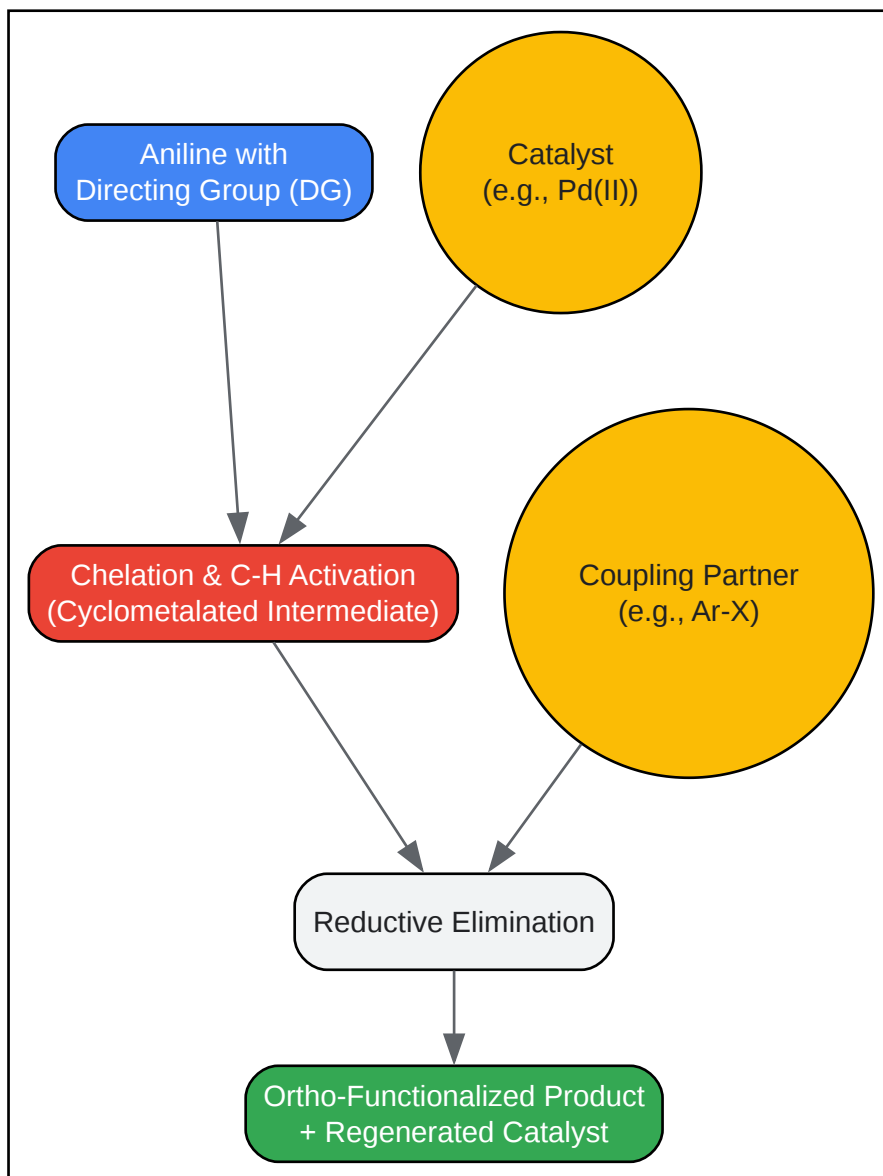 Aniline with
Directing Group (DG)
Catalyst
(e.g., Pd(II))
Chelation & C-H Activation
(Cyclometalated Intermediate)
Coupling Partner
(e.g., Ar-X)
Reductive Elimination
Ortho-Functionalized Product
+ Regenerated Catalyst